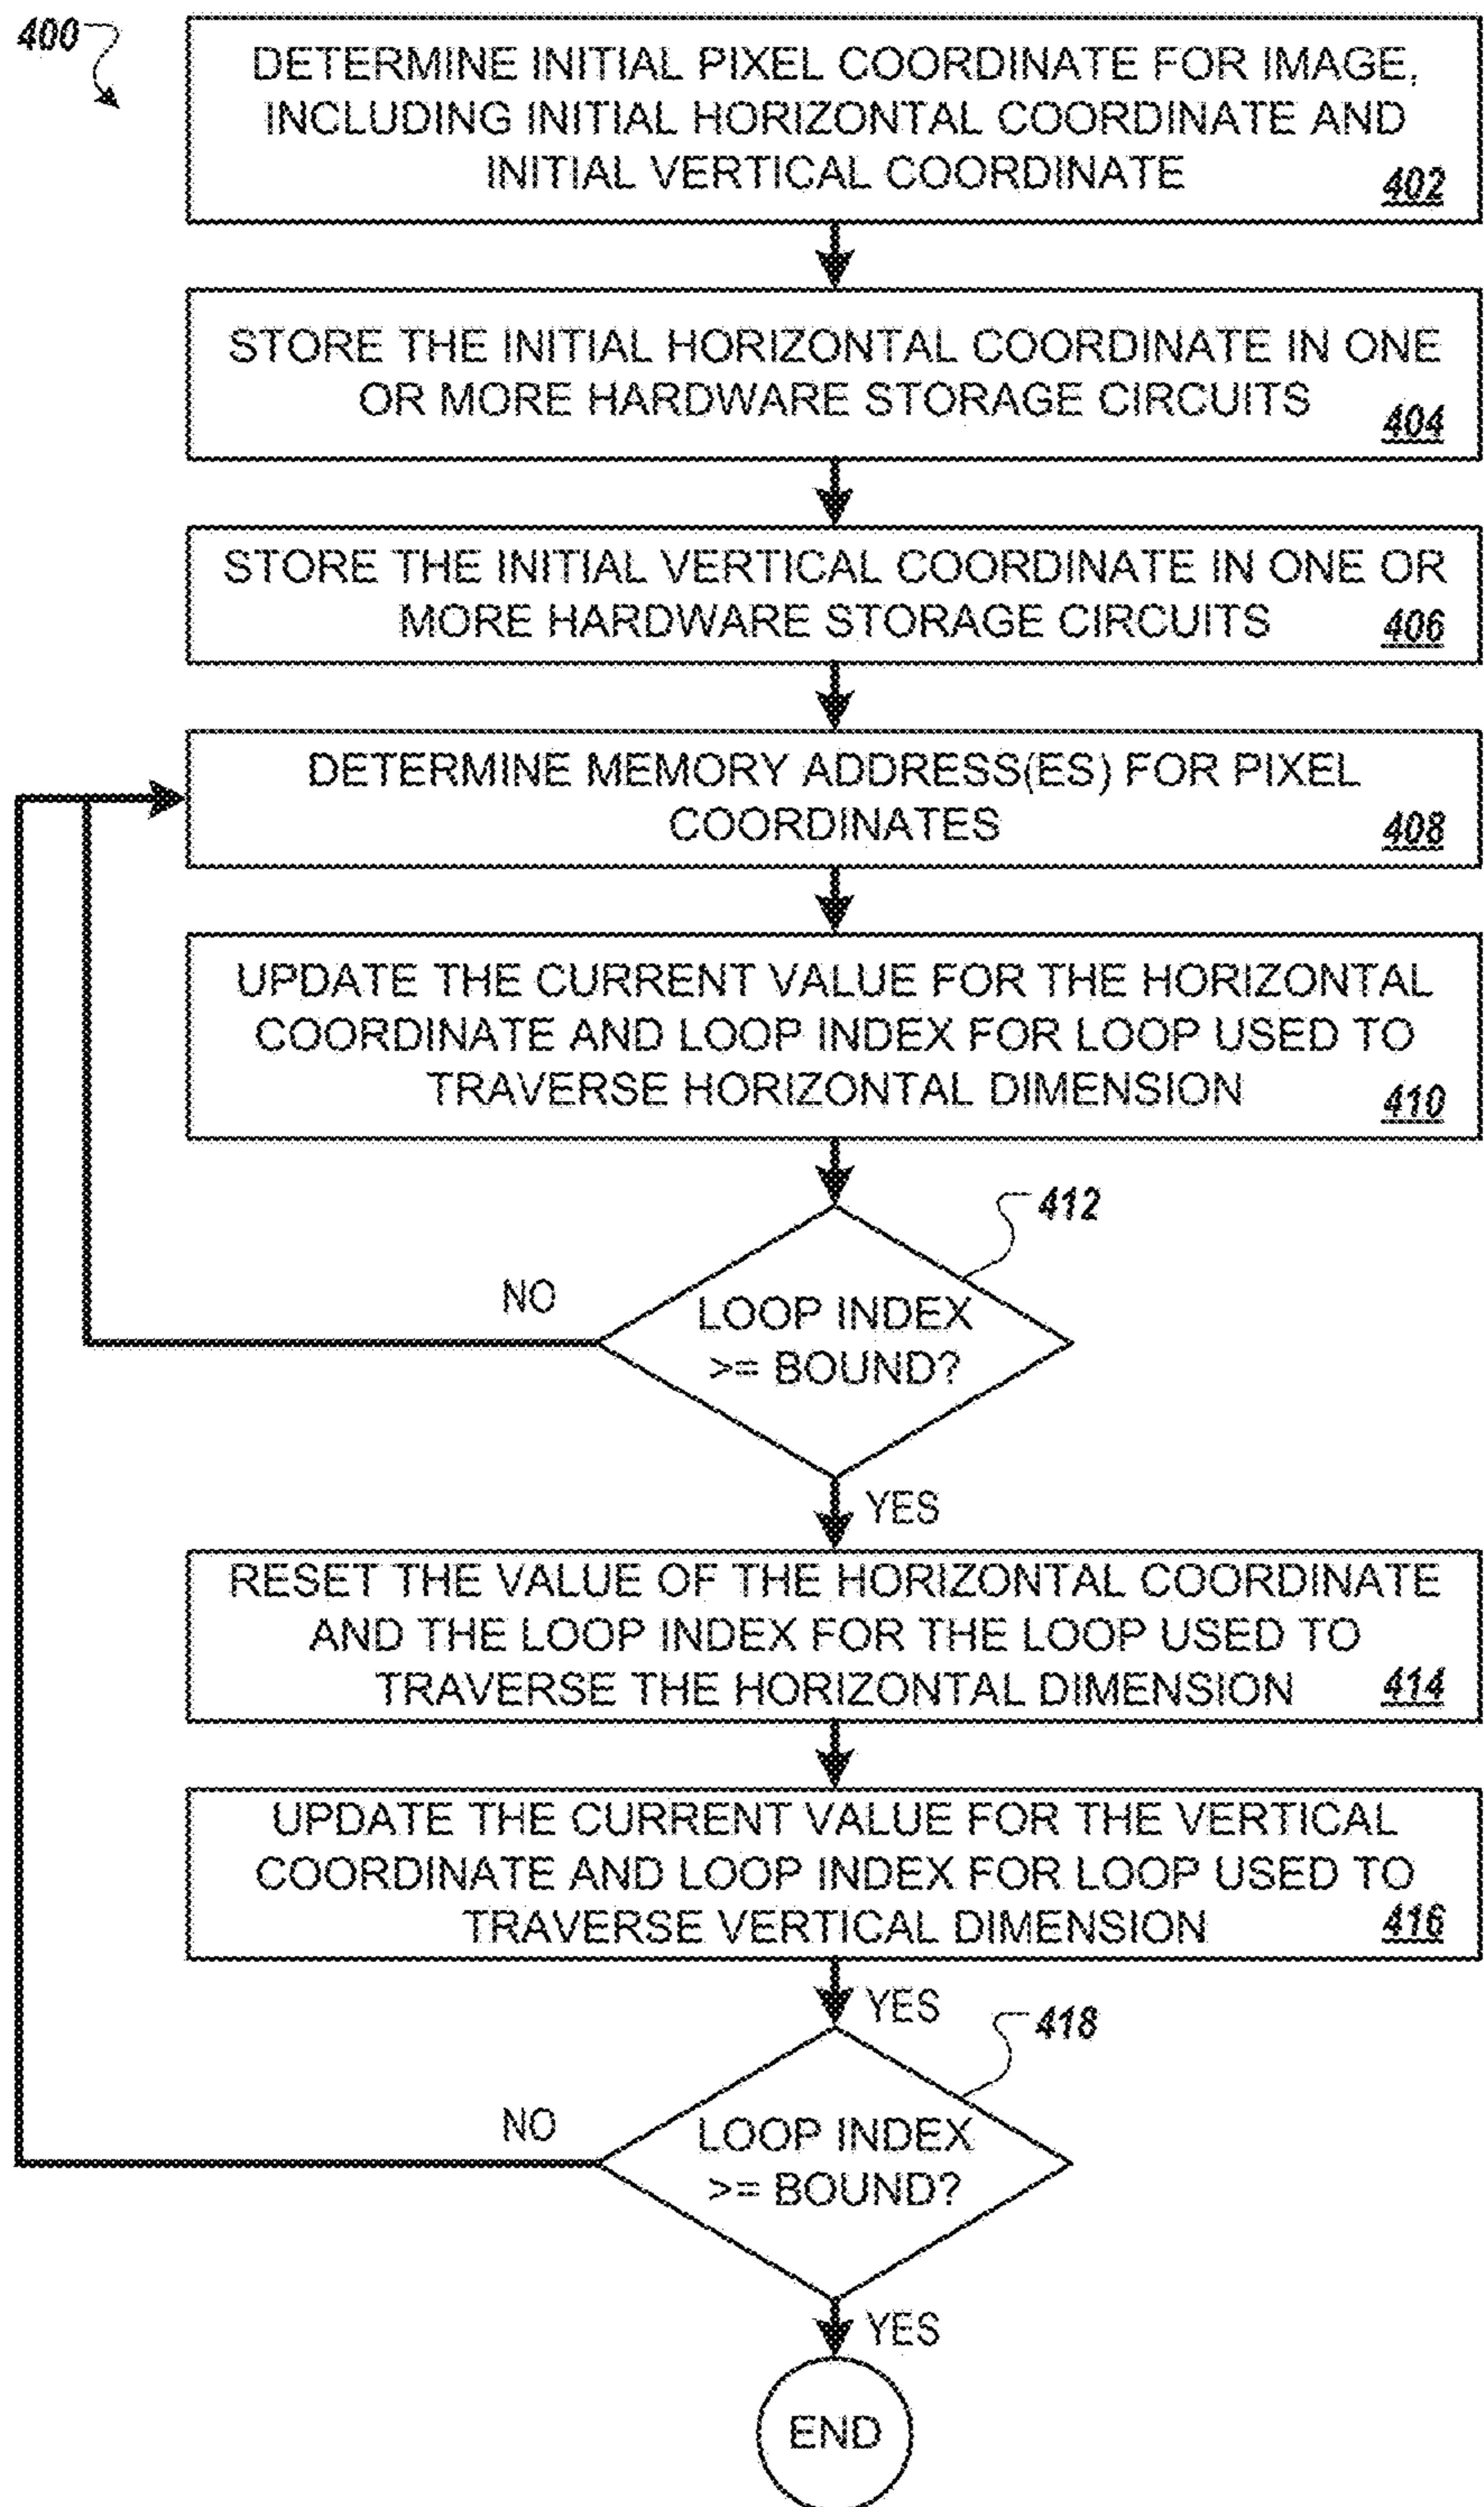 400
DETERMINE INITIAL PIXEL COORDINATE FOR IMAGE,
INCLUDING INITIAL HORIZONTAL COORDINATE AND
INITIAL VERTICAL COORDINATE
402
STORE THE INITIAL HORIZONTAL COORDINATE IN ONE
OR MORE HARDWARE STORAGE CIRCUITS
404
STORE THE INITIAL VERTICAL COORDINATE IN ONE OR
MORE HARDWARE STORAGE CIRCUITS
406
DETERMINE MEMORY ADDRESS(ES) FOR PIXEL
COORDINATES
408
UPDATE THE CURRENT VALUE FOR THE HORIZONTAL
COORDINATE AND LOOP INDEX FOR LOOP USED TO
TRAVERSE HORIZONTAL DIMENSION
410
412
NO
LOOP INDEX
>= BOUND?
YES
RESET THE VALUE OF THE HORIZONTAL COORDINATE
AND THE LOOP INDEX FOR THE LOOP USED TO
TRAVERSE THE HORIZONTAL DIMENSION
414
UPDATE THE CURRENT VALUE FOR THE VERTICAL
COORDINATE AND LOOP INDEX FOR LOOP USED TO
TRAVERSE VERTICAL DIMENSION
416
YES
418
NO
LOOP INDEX
>= BOUND?
YES
END